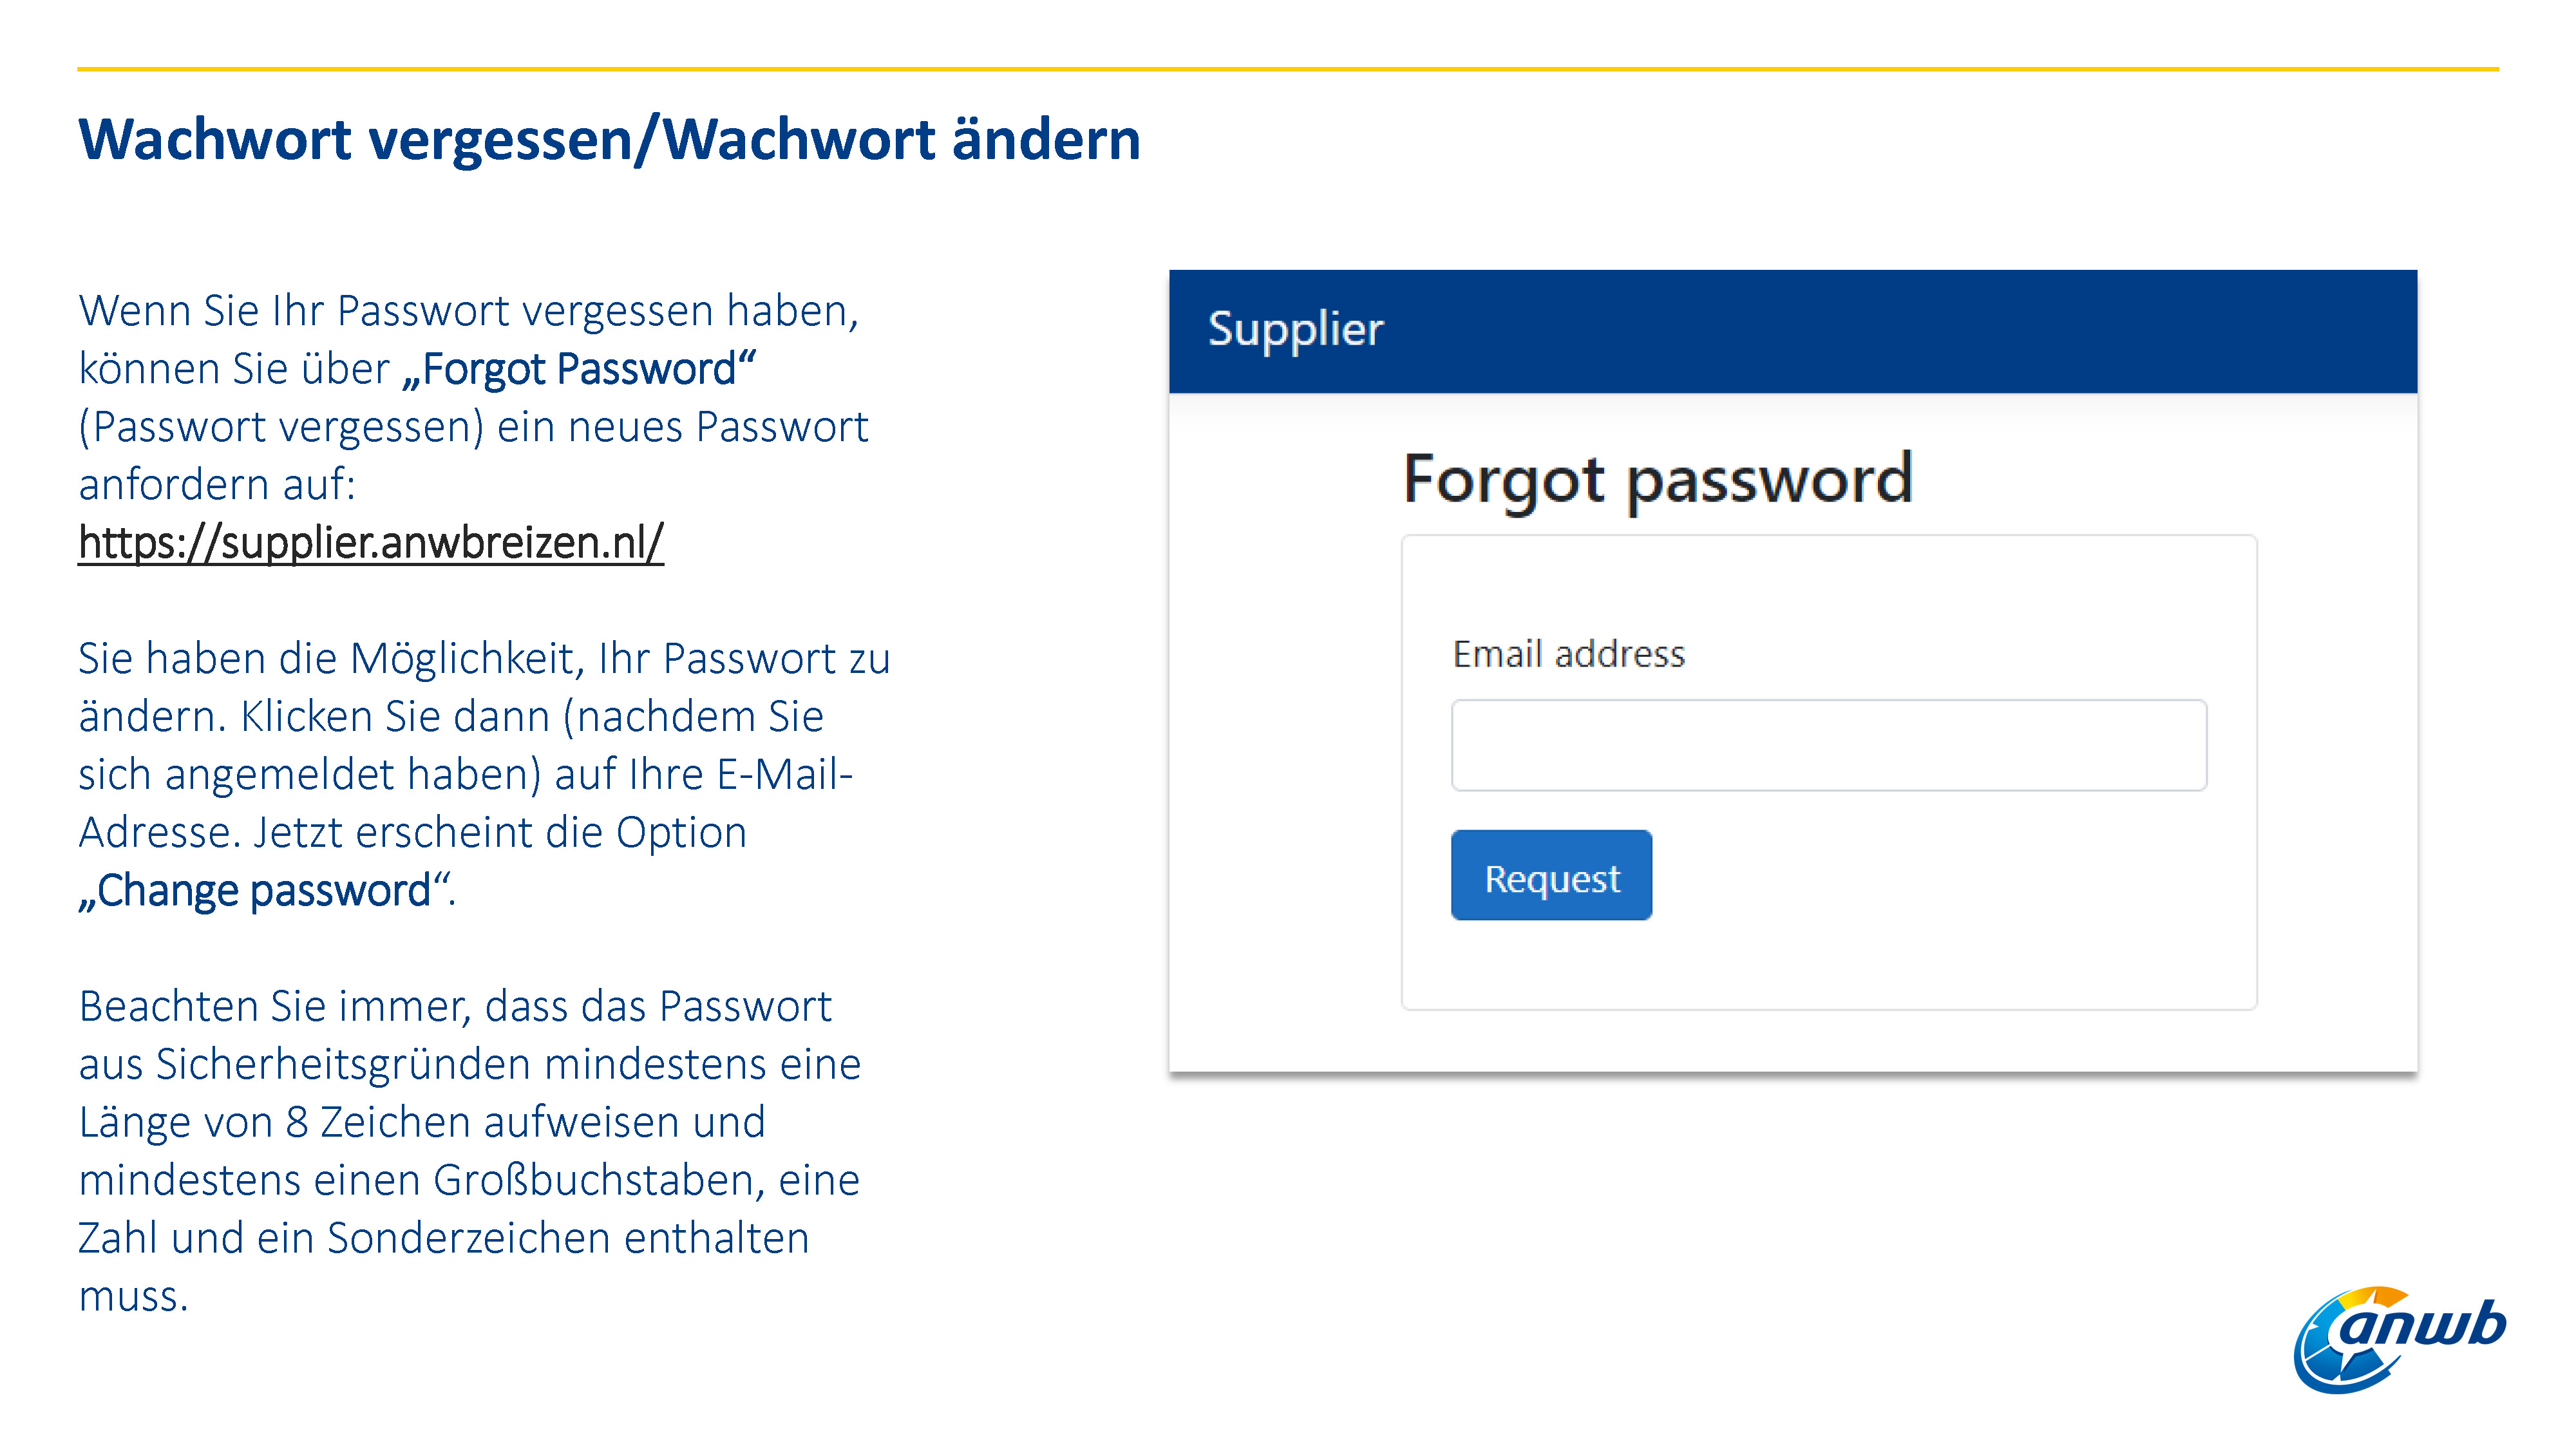 Wachwort vergessen/Wachwort ändern
Wenn Sie Ihr Passwort vergessen haben,
können Sie über „Forgot Password“
(Passwort vergessen) ein neues Passwort
anfordern auf:
https://supplier.anwbreizen.nl/
Sie haben die Möglichkeit, Ihr Passwort zu
ändern. Klicken Sie dann (nachdem Sie
sich angemeldet haben) auf Ihre E-Mail-
Adresse. Jetzt erscheint die Option
„Change password“.
Beachten Sie immer, dass das Passwort
aus Sicherheitsgründen mindestens eine
Länge von 8 Zeichen aufweisen und
mindestens einen Großbuchstaben, eine
Zahl und ein Sonderzeichen enthalten
muss.
Supplier
Forgot password
Email address
Request
anwb